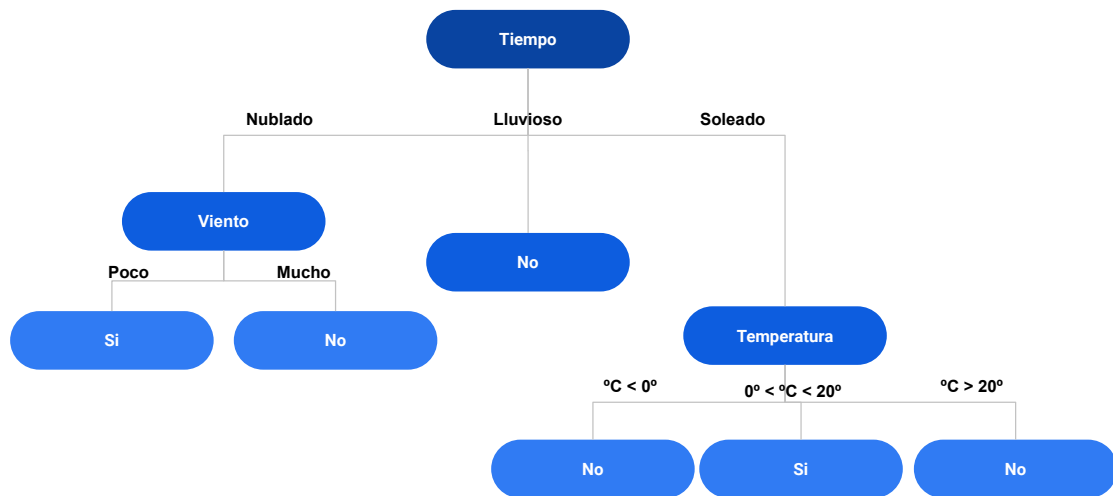 Tiempo
Nublado
Lluvioso
Soleado
Viento
No
Poco
Mucho
Si
No
Temperatura
ºC < 0º
0º < ºC < 20º
ºC > 20º
No
Si
No